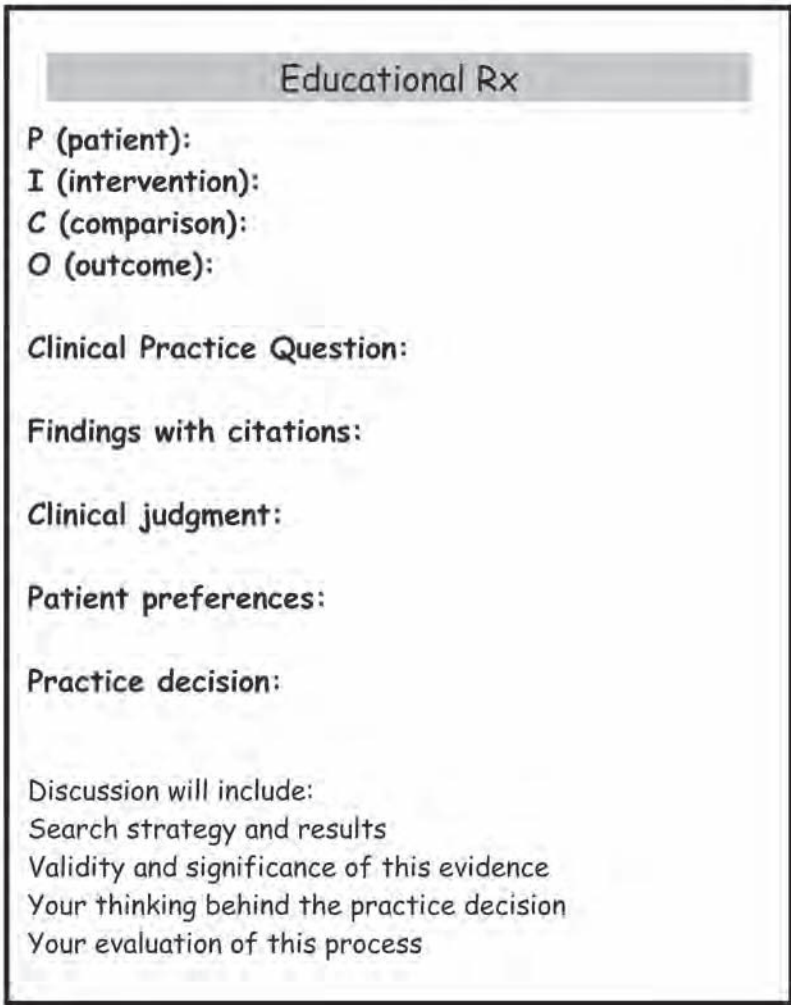 Educational Rx
P (patient):
I (intervention):
C (comparison):
O (outcome):
Clinical Practice Question:
Findings with citations:
Clinical judgment:
Patient preferences:
Practice decision:
Discussion will include:
Search strategy and results
Validity and significance of this evidence
Your thinking behind the practice decision
Your evaluation of this process